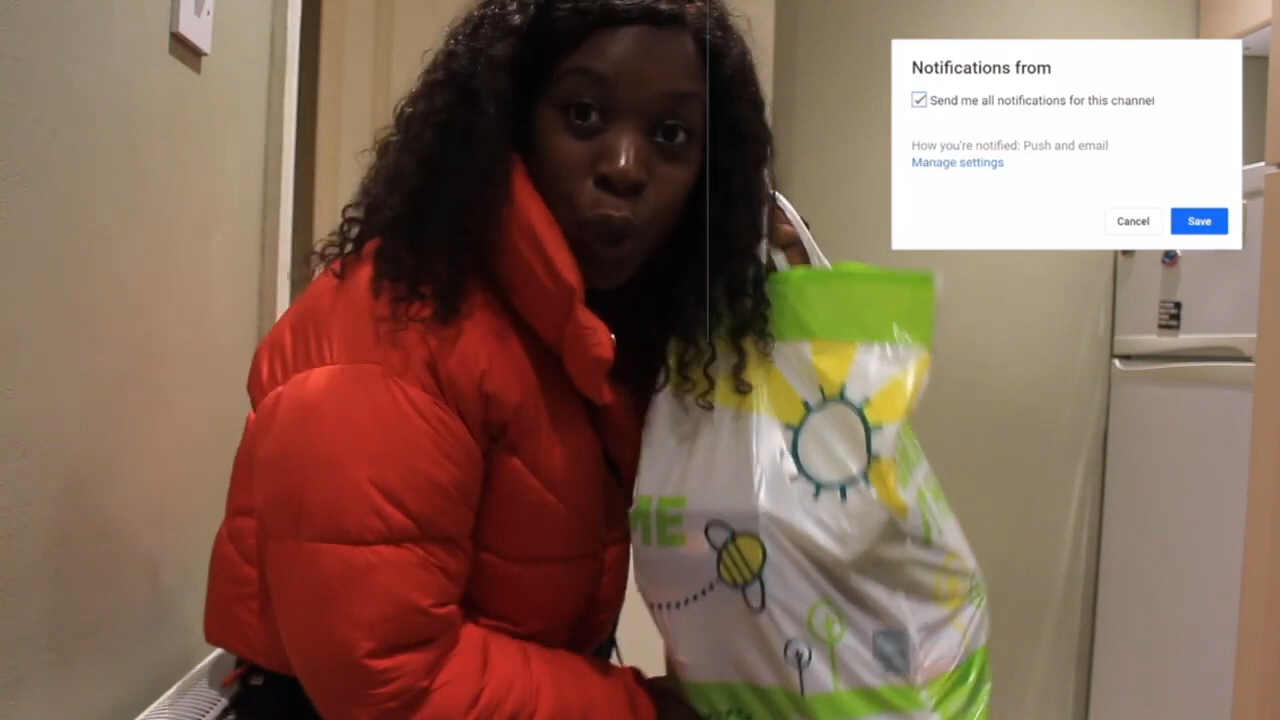 Notifications from
Send me all notifications for this channel
How you're notified: Push and email
Manage settings
Cancel
Save
ME